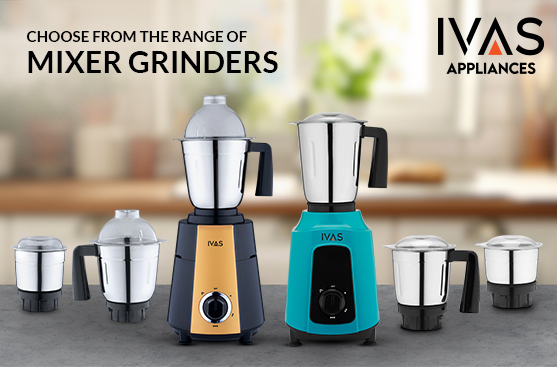 CHOOSE FROM THE RANGE OF
MIXER GRINDERS
IVAS
APPLIANCES
IVAS
IVAS